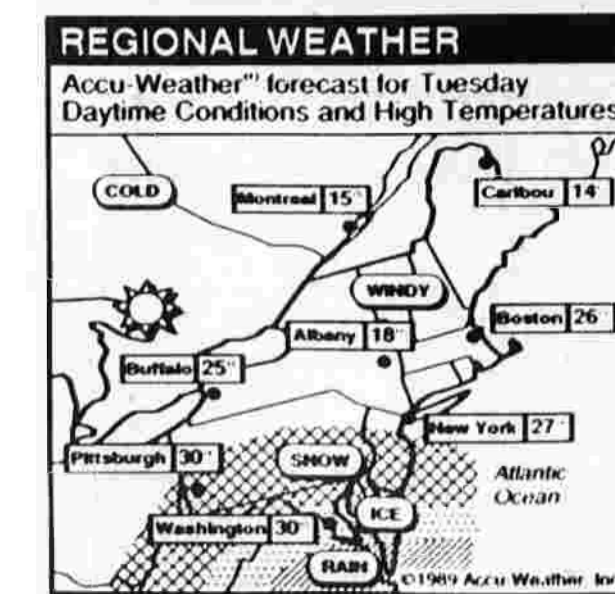 REGIONAL WEATHER
Accu-Weather™ forecast for Tuesday
Daytime Conditions and High Temperatures
COLD
Montreal 15°
Caribou 14°
WINDY
Albany 18°
Boston 26°
Buffalo 25°
New York 27°
Pittsburgh 30°
SNOW
Atlantic
Ocean
ICE
Washington 30°
RAIN
©1989 Accu-Weather, Inc